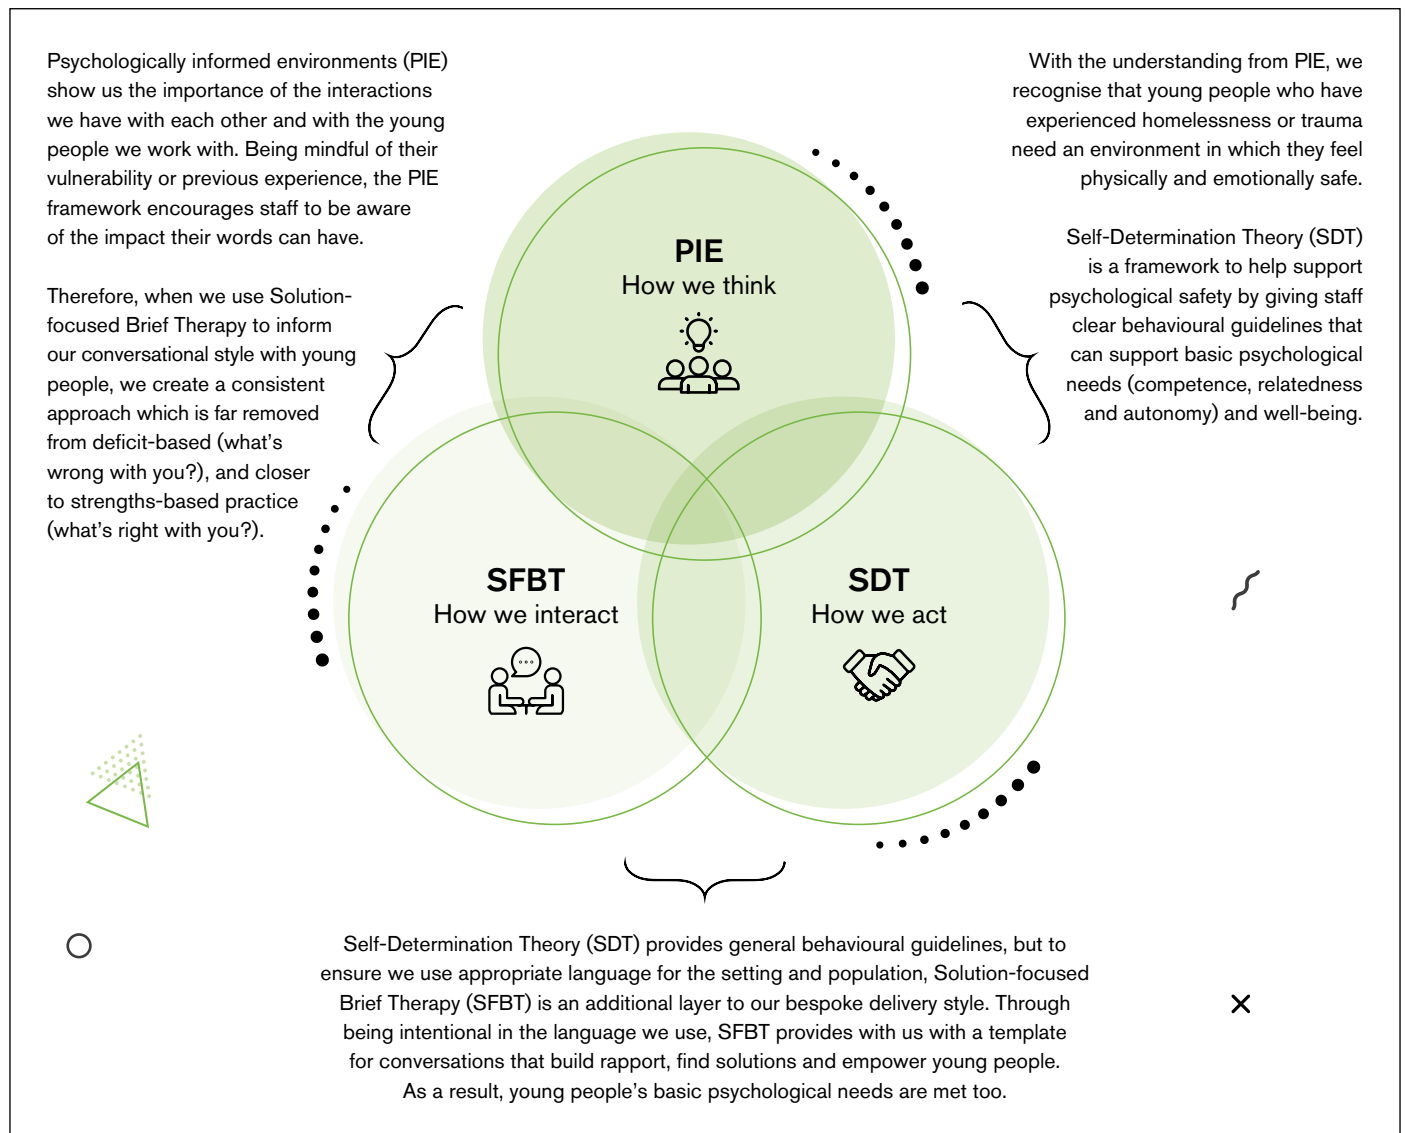 Psychologically informed environments (PIE)
show us the importance of the interactions
we have with each other and with the young
people we work with. Being mindful of their
vulnerability or previous experience, the PIE
framework encourages staff to be aware
of the impact their words can have.
Therefore, when we use Solution-
focused Brief Therapy to inform
our conversational style with young
people, we create a consistent
approach which is far removed
from deficit-based (what's
wrong with you?), and closer
to strengths-based practice
(what's right with you?).
With the understanding from PIE, we
recognise that young people who have
experienced homelessness or trauma
need an environment in which they feel
physically and emotionally safe.
Self-Determination Theory (SDT)
is a framework to help support
psychological safety by giving staff
clear behavioural guidelines that
can support basic psychological
needs (competence, relatedness
and autonomy) and well-being.
PIE
How we think
SFBT
How we interact
SDT
How we act
Self-Determination Theory (SDT) provides general behavioural guidelines, but to
ensure we use appropriate language for the setting and population, Solution-focused
Brief Therapy (SFBT) is an additional layer to our bespoke delivery style. Through
being intentional in the language we use, SFBT provides with us with a template
for conversations that build rapport, find solutions and empower young people.
As a result, young people's basic psychological needs are met too.